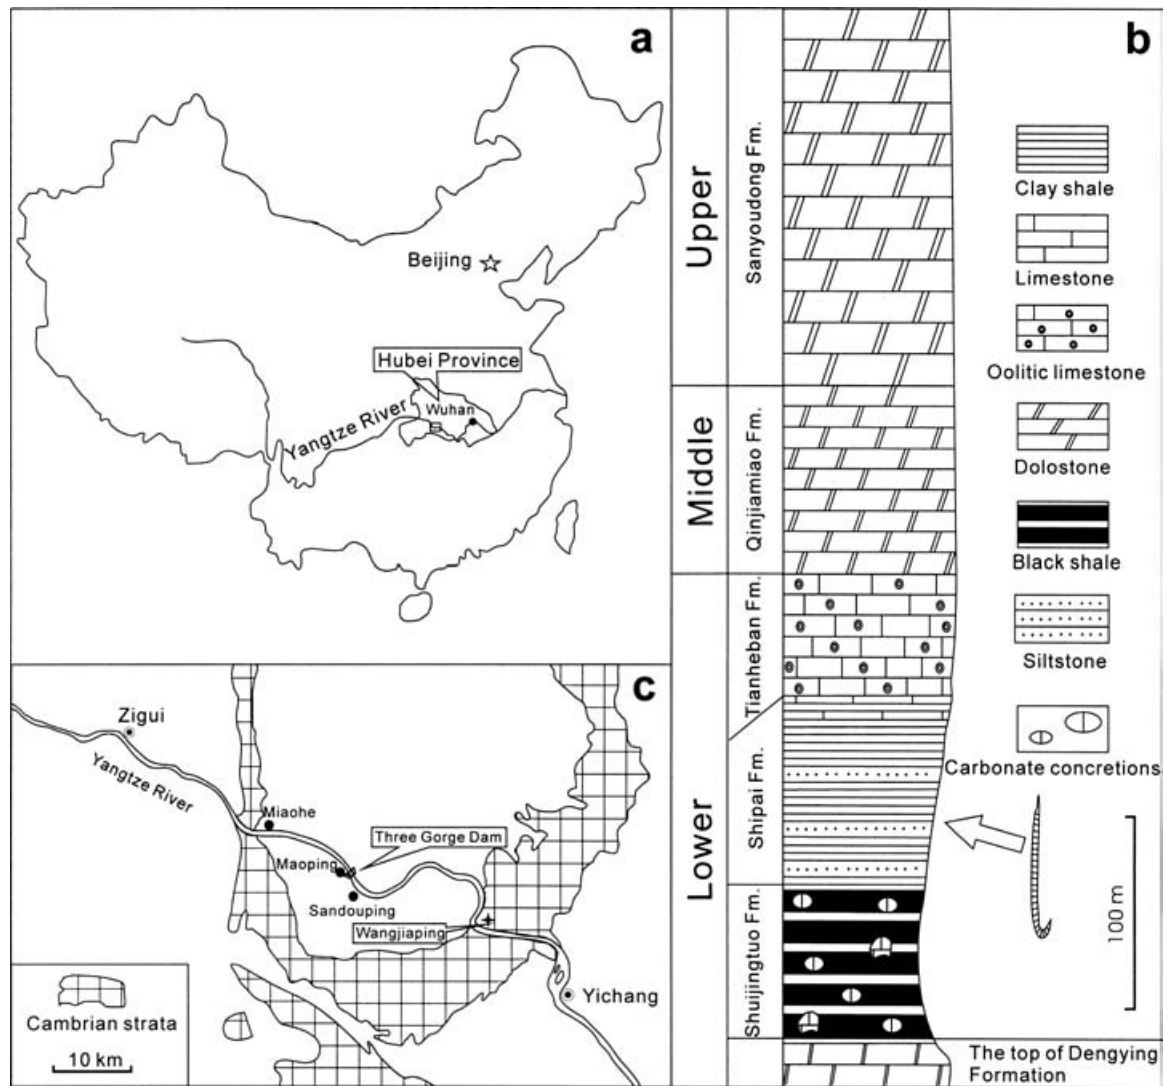 a
Beijing
Hubei Province
Wuhan
Yangtze River
c
Zigui
Yangtze River
Miaohe
Three Gorge Dam
Maoping
Sandouping
Wangjiaping
Yichang
Cambrian strata
10 km
b
Upper
Sanyoudong Fm.
Middle
Qinjiamiao Fm.
Lower
Tianheban Fm.
Shipai Fm.
Shuijingtuo Fm.
Clay shale
Limestone
Oolitic limestone
Dolostone
Black shale
Siltstone
Carbonate concretions
100 m
The top of Dengying
Formation